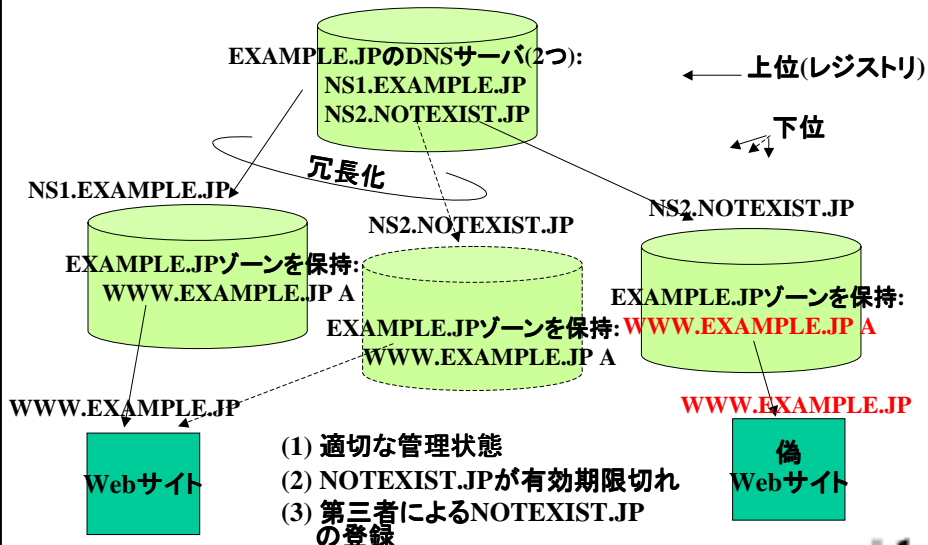 EXAMPLE.JPのDNSサーバ(2つ):
NS1.EXAMPLE.JP
NS2.NOTEXIST.JP
上位(レジストリ)
下位
冗長化
NS1.EXAMPLE.JP
EXAMPLE.JPゾーンを保持:
WWW.EXAMPLE.JP A
NS2.NOTEXIST.JP
EXAMPLE.JPゾーンを保持:
WWW.EXAMPLE.JP A
NS2.NOTEXIST.JP
EXAMPLE.JPゾーンを保持:
WWW.EXAMPLE.JP A
WWW.EXAMPLE.JP
Webサイト
WWW.EXAMPLE.JP
偽
Webサイト
(1) 適切な管理状態
(2) NOTEXIST.JPが有効期限切れ
(3) 第三者によるNOTEXIST.JP
の登録